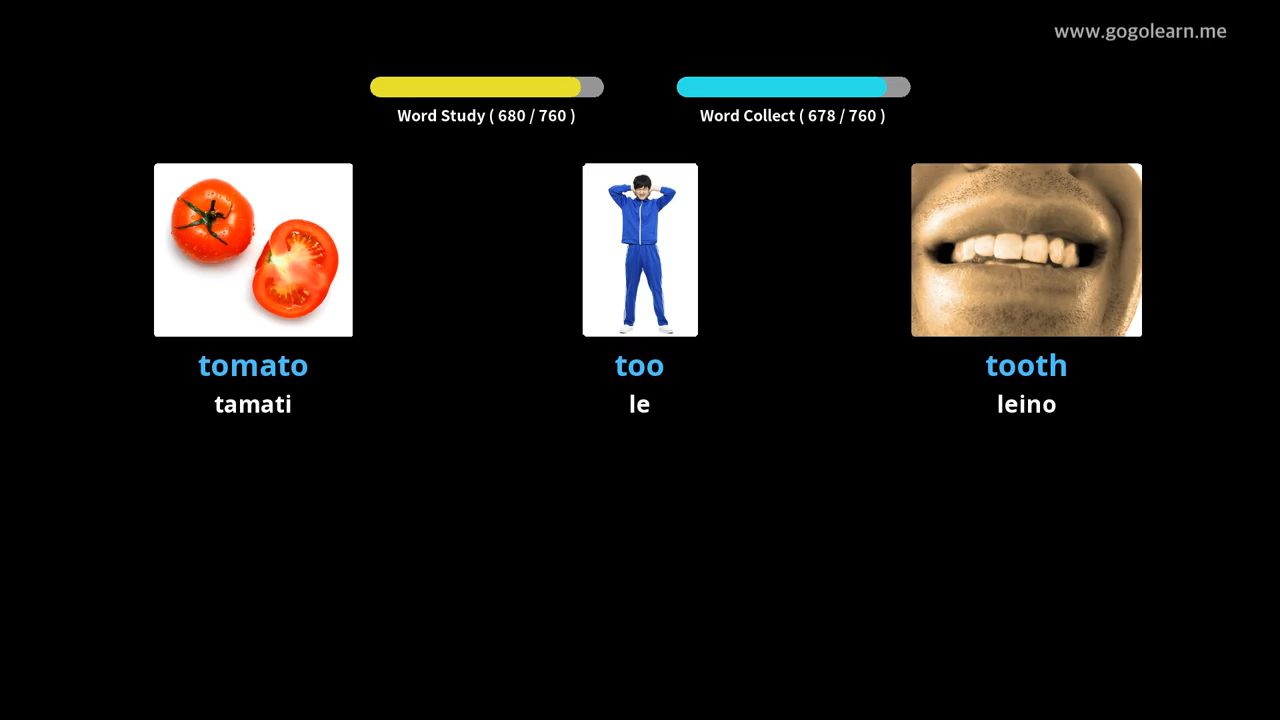 www.gogolearn.me
Word Study ( 680 / 760 )
Word Collect ( 678 / 760 )
tomato
tamati
too
le
tooth
leino